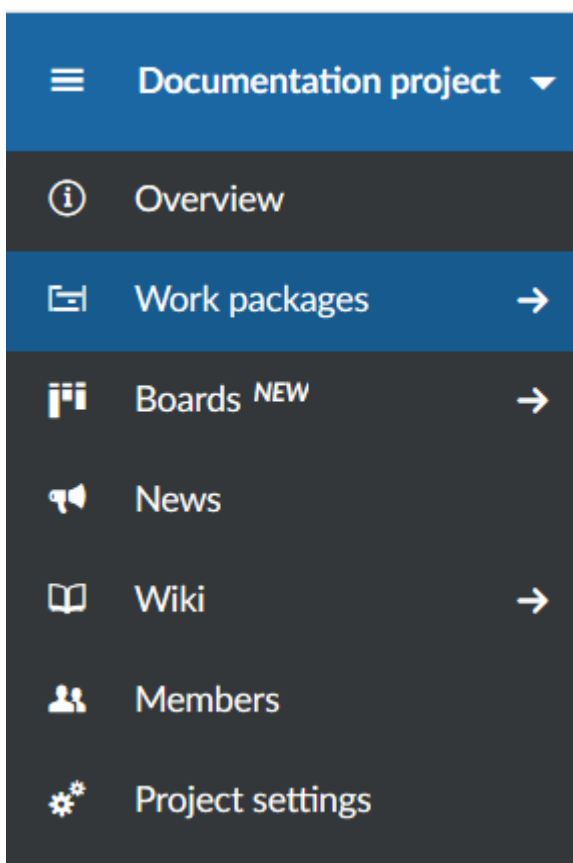 Documentation project
Overview
Work packages
Boards NEW
News
Wiki
Members
Project settings